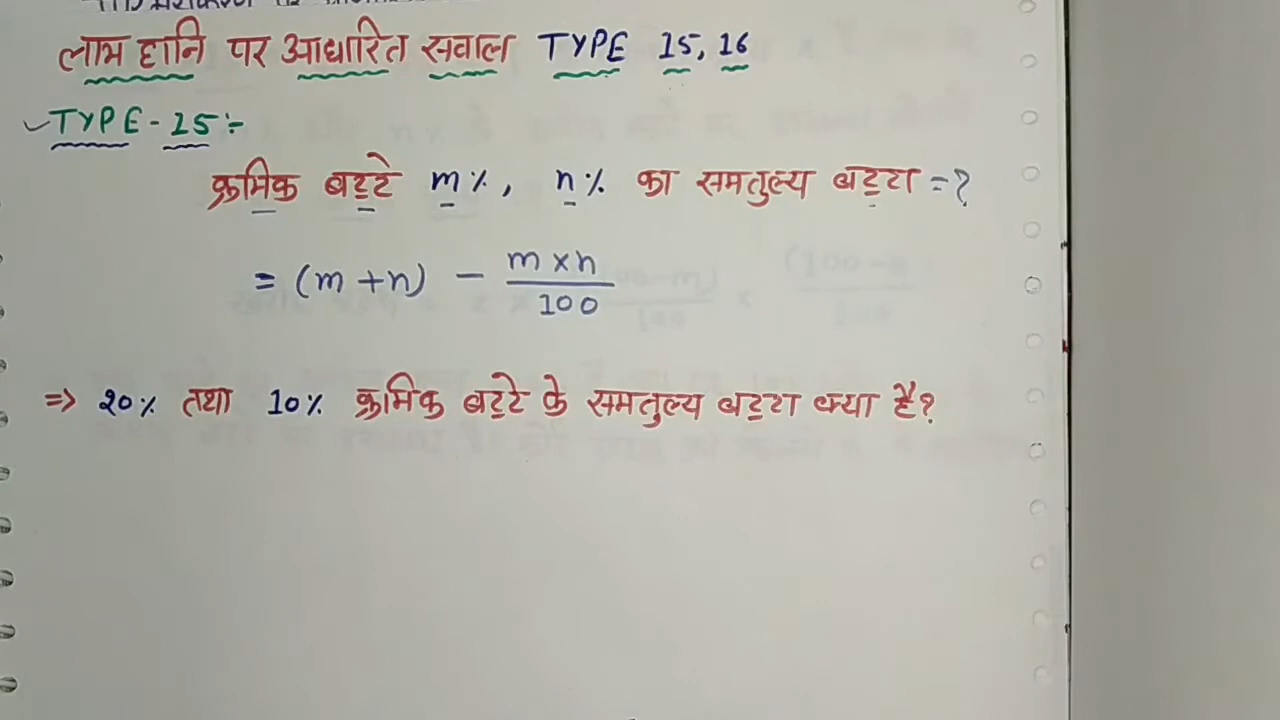 लाभ हानि पर आधारित सवाल TYPE 15, 16
TYPE-15:-
क्रमिक बट्टे m%, n% का समतुल्य बट्टा = ?
= (m+n) - m×n/100
⇒ 20% तथा 10% क्रमिक बट्टे के समतुल्य बट्टा क्या है?